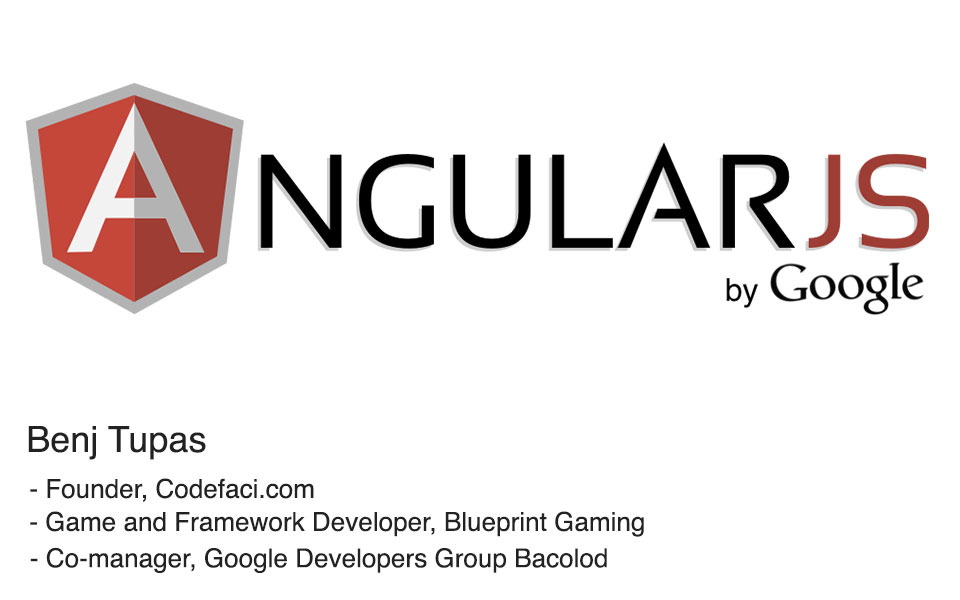 ANGULARJS
by Google
Benj Tupas
- Founder, Codefaci.com
- Game and Framework Developer, Blueprint Gaming
- Co-manager, Google Developers Group Bacolod